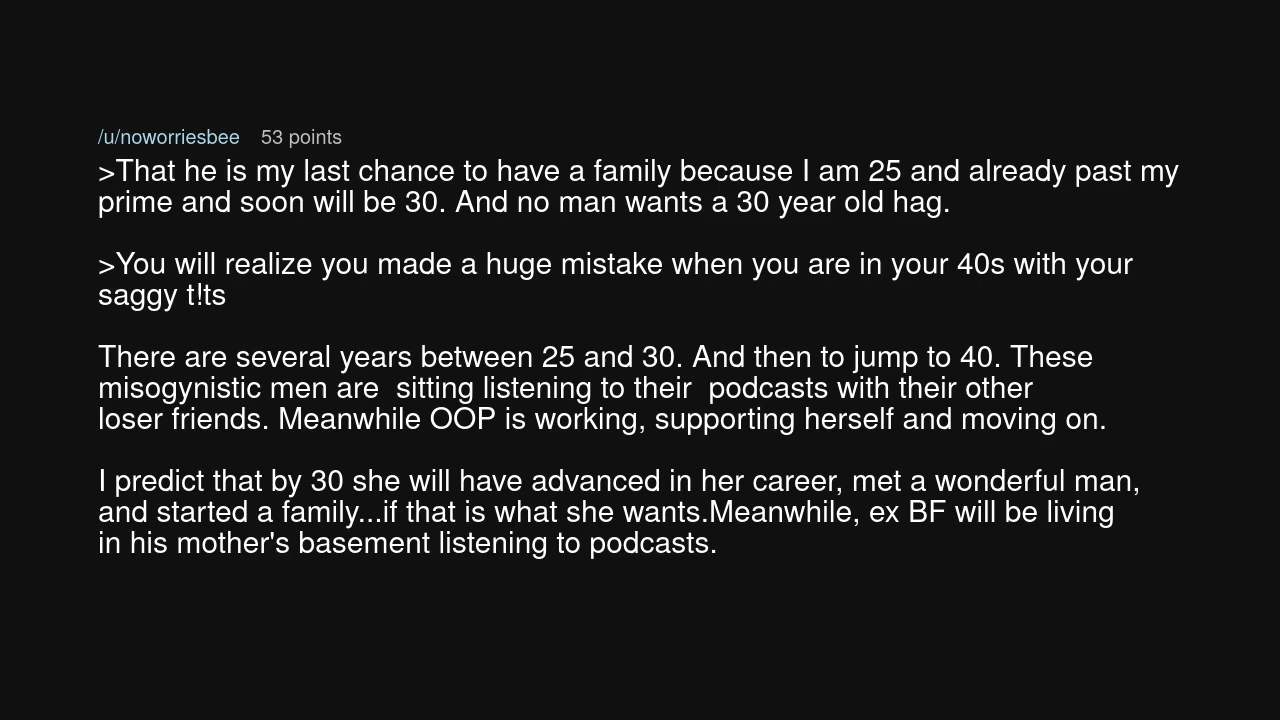 /u/noworriesbee 53 points
>That he is my last chance to have a family because I am 25 and already past my
prime and soon will be 30. And no man wants a 30 year old hag.
>You will realize you made a huge mistake when you are in your 40s with your
saggy t!ts
There are several years between 25 and 30. And then to jump to 40. These
misogynistic men are  sitting listening to their  podcasts with their other
loser friends. Meanwhile OOP is working, supporting herself and moving on.
I predict that by 30 she will have advanced in her career, met a wonderful man,
and started a family...if that is what she wants.Meanwhile, ex BF will be living
in his mother's basement listening to podcasts.